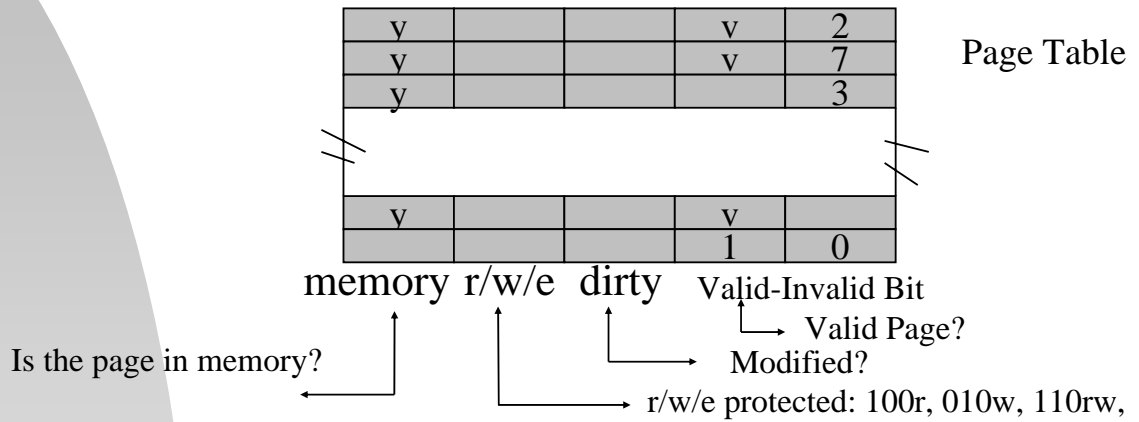 y v 2
Page Table
y v 7
y 3
y v
1 0
memory r/w/e dirty Valid-Invalid Bit
Valid Page?
Is the page in memory?
Modified?
r/w/e protected: 100r, 010w, 110rw,